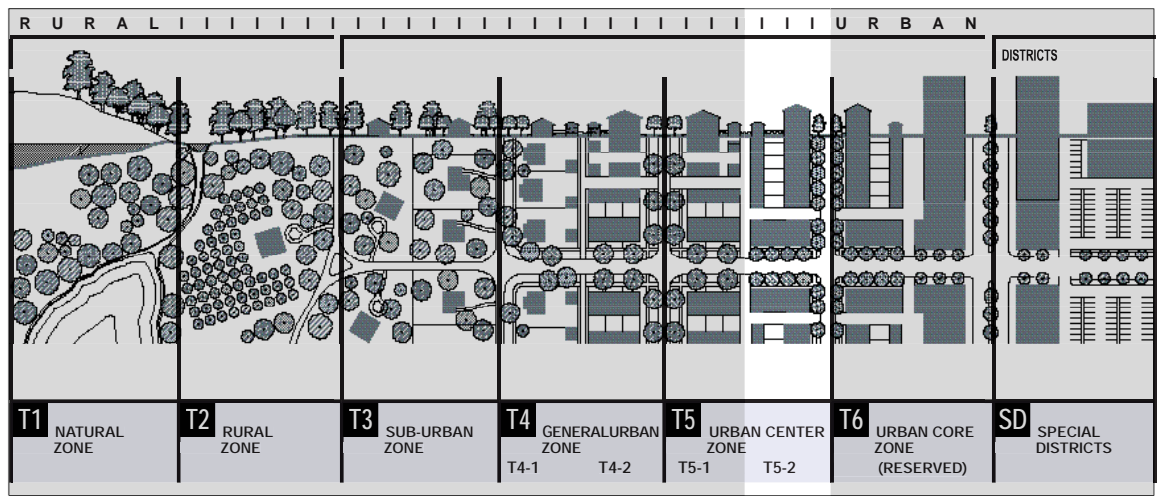 R U R A L I I I I I I I I I I I I I I I I I I I I I I I I I I I I I U R B A N
DISTRICTS
T1 NATURAL
ZONE
T2 RURAL
ZONE
T3 SUB-URBAN
ZONE
T4 GENERALURBAN
ZONE
T4-1 T4-2
T5 URBAN CENTER
ZONE
T5-1 T5-2
T6 URBAN CORE
ZONE
(RESERVED)
SD SPECIAL
DISTRICTS